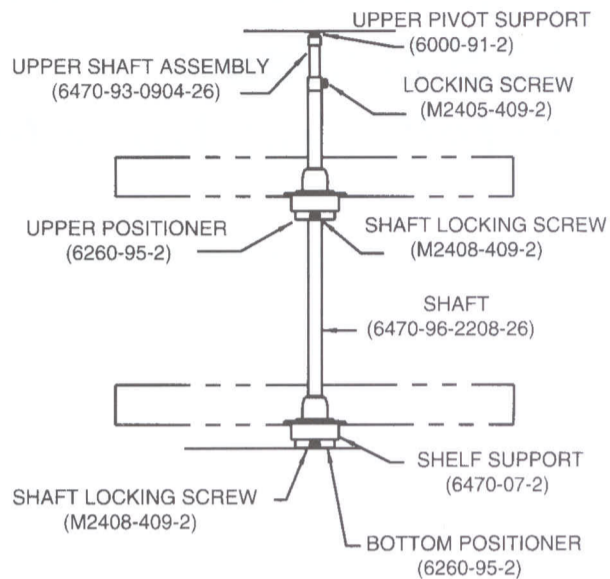 UPPER PIVOT SUPPORT
(6000-91-2)
UPPER SHAFT ASSEMBLY
(6470-93-0904-26)
LOCKING SCREW
(M2405-409-2)
UPPER POSITIONER
(6260-95-2)
SHAFT LOCKING SCREW
(M2408-409-2)
SHAFT
(6470-96-2208-26)
SHELF SUPPORT
(6470-07-2)
SHAFT LOCKING SCREW
(M2408-409-2)
BOTTOM POSITIONER
(6260-95-2)